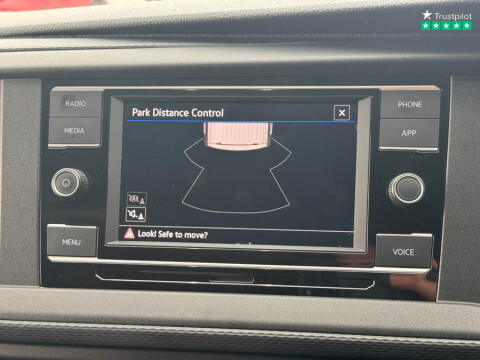 Trustpilot
RADIO
MEDIA
MENU
Park Distance Control
Look! Safe to move?
PHONE
APP
VOICE